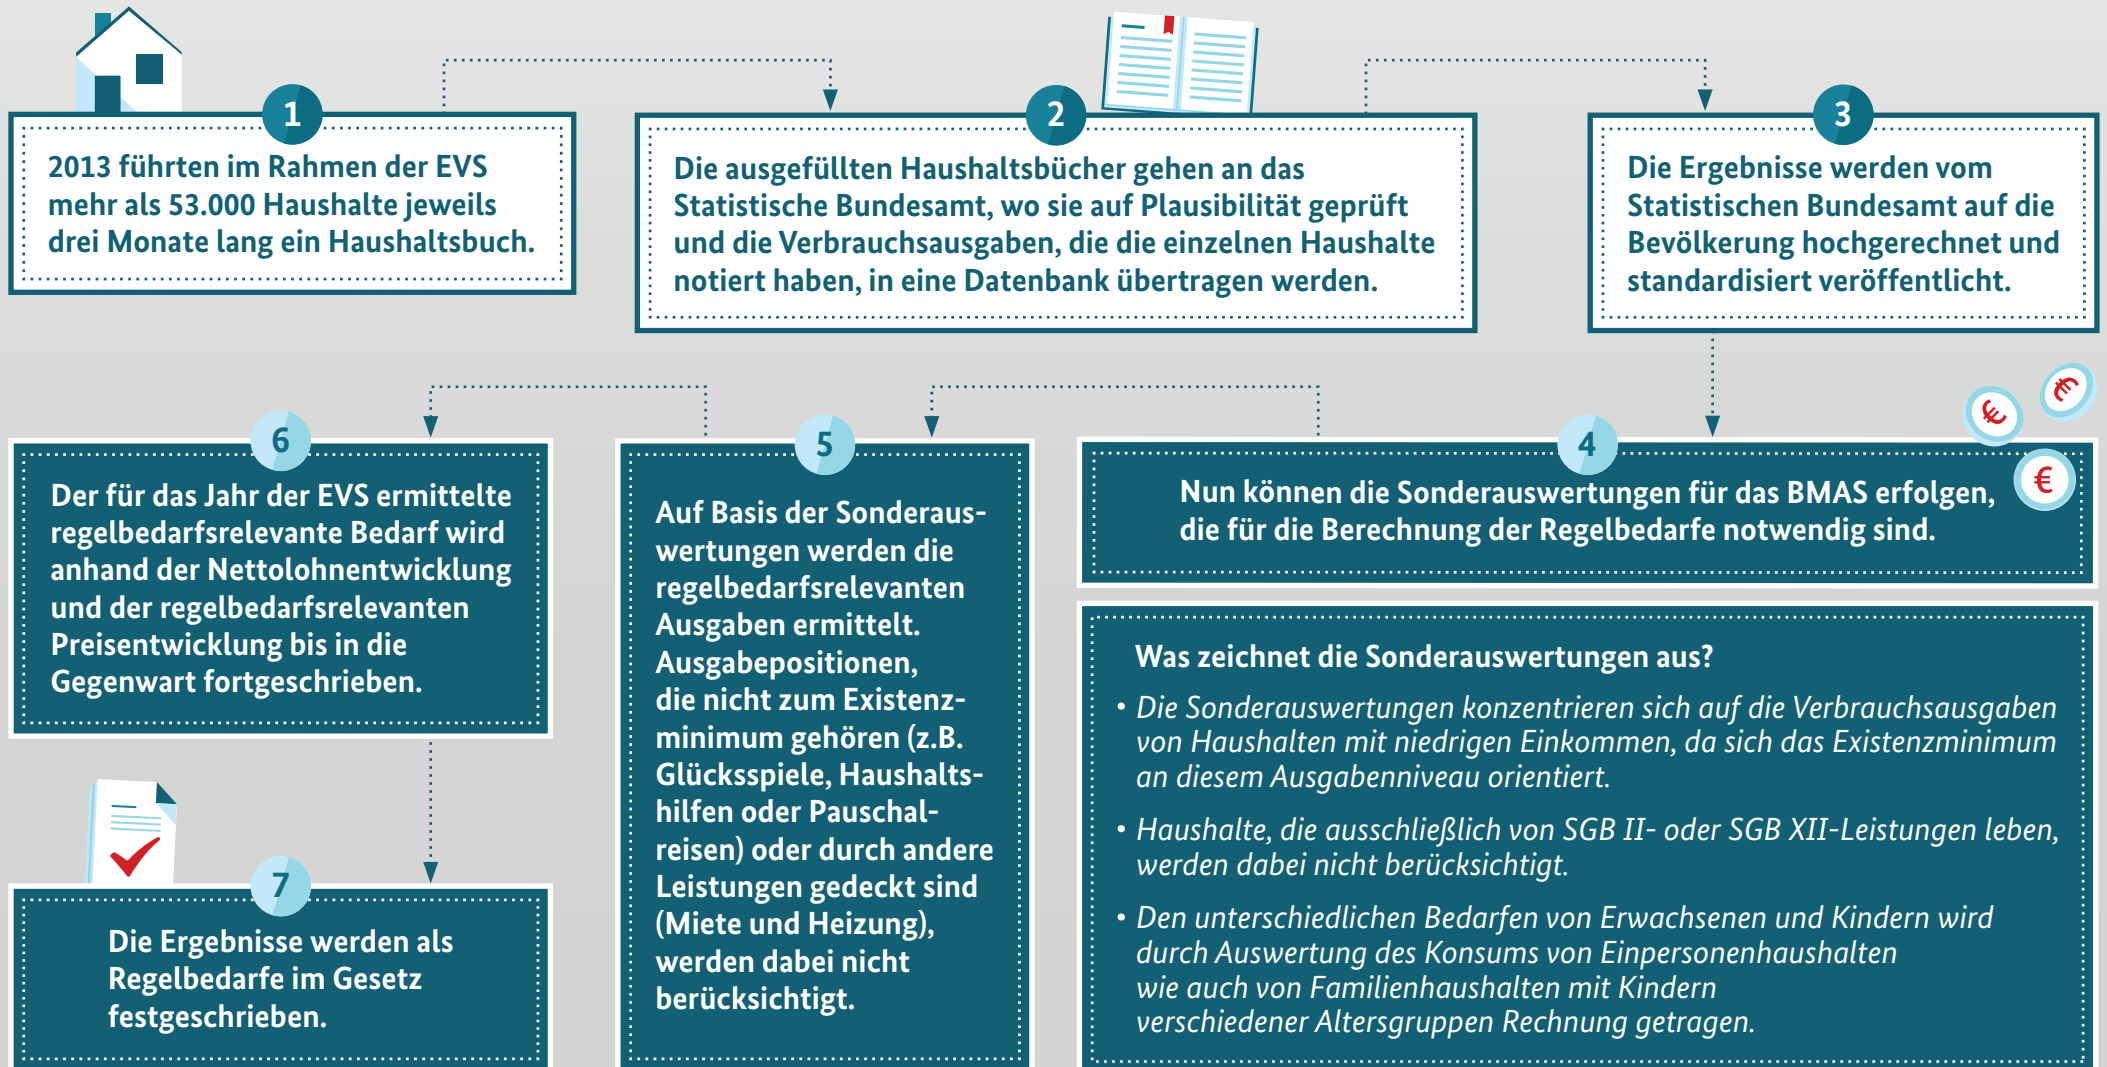 1
2013 führten im Rahmen der EVS
mehr als 53.000 Haushalte jeweils
drei Monate lang ein Haushaltsbuch.
2
Die ausgefüllten Haushaltsbücher gehen an das
Statistische Bundesamt, wo sie auf Plausibilität geprüft
und die Verbrauchsausgaben, die die einzelnen Haushalte
notiert haben, in eine Datenbank übertragen werden.
3
Die Ergebnisse werden vom
Statistischen Bundesamt auf die
Bevölkerung hochgerechnet und
standardisiert veröffentlicht.
€
€
€
4
Nun können die Sonderauswertungen für das BMAS erfolgen,
die für die Berechnung der Regelbedarfe notwendig sind.
Was zeichnet die Sonderauswertungen aus?
• Die Sonderauswertungen konzentrieren sich auf die Verbrauchsausgaben
von Haushalten mit niedrigen Einkommen, da sich das Existenzminimum
an diesem Ausgabenniveau orientiert.
• Haushalte, die ausschließlich von SGB II- oder SGB XII-Leistungen leben,
werden dabei nicht berücksichtigt.
• Den unterschiedlichen Bedarfen von Erwachsenen und Kindern wird
durch Auswertung des Konsums von Einpersonenhaushalten
wie auch von Familienhaushalten mit Kindern
verschiedener Altersgruppen Rechnung getragen.
5
Auf Basis der Sonderaus-
wertungen werden die
regelbedarfsrelevanten
Ausgaben ermittelt.
Ausgabepositionen,
die nicht zum Existenz-
minimum gehören (z.B.
Glücksspiele, Haushalts-
hilfen oder Pauschal-
reisen) oder durch andere
Leistungen gedeckt sind
(Miete und Heizung),
werden dabei nicht
berücksichtigt.
6
Der für das Jahr der EVS ermittelte
regelbedarfsrelevante Bedarf wird
anhand der Nettolohnentwicklung
und der regelbedarfsrelevanten
Preisentwicklung bis in die
Gegenwart fortgeschrieben.
7
Die Ergebnisse werden als
Regelbedarfe im Gesetz
festgeschrieben.